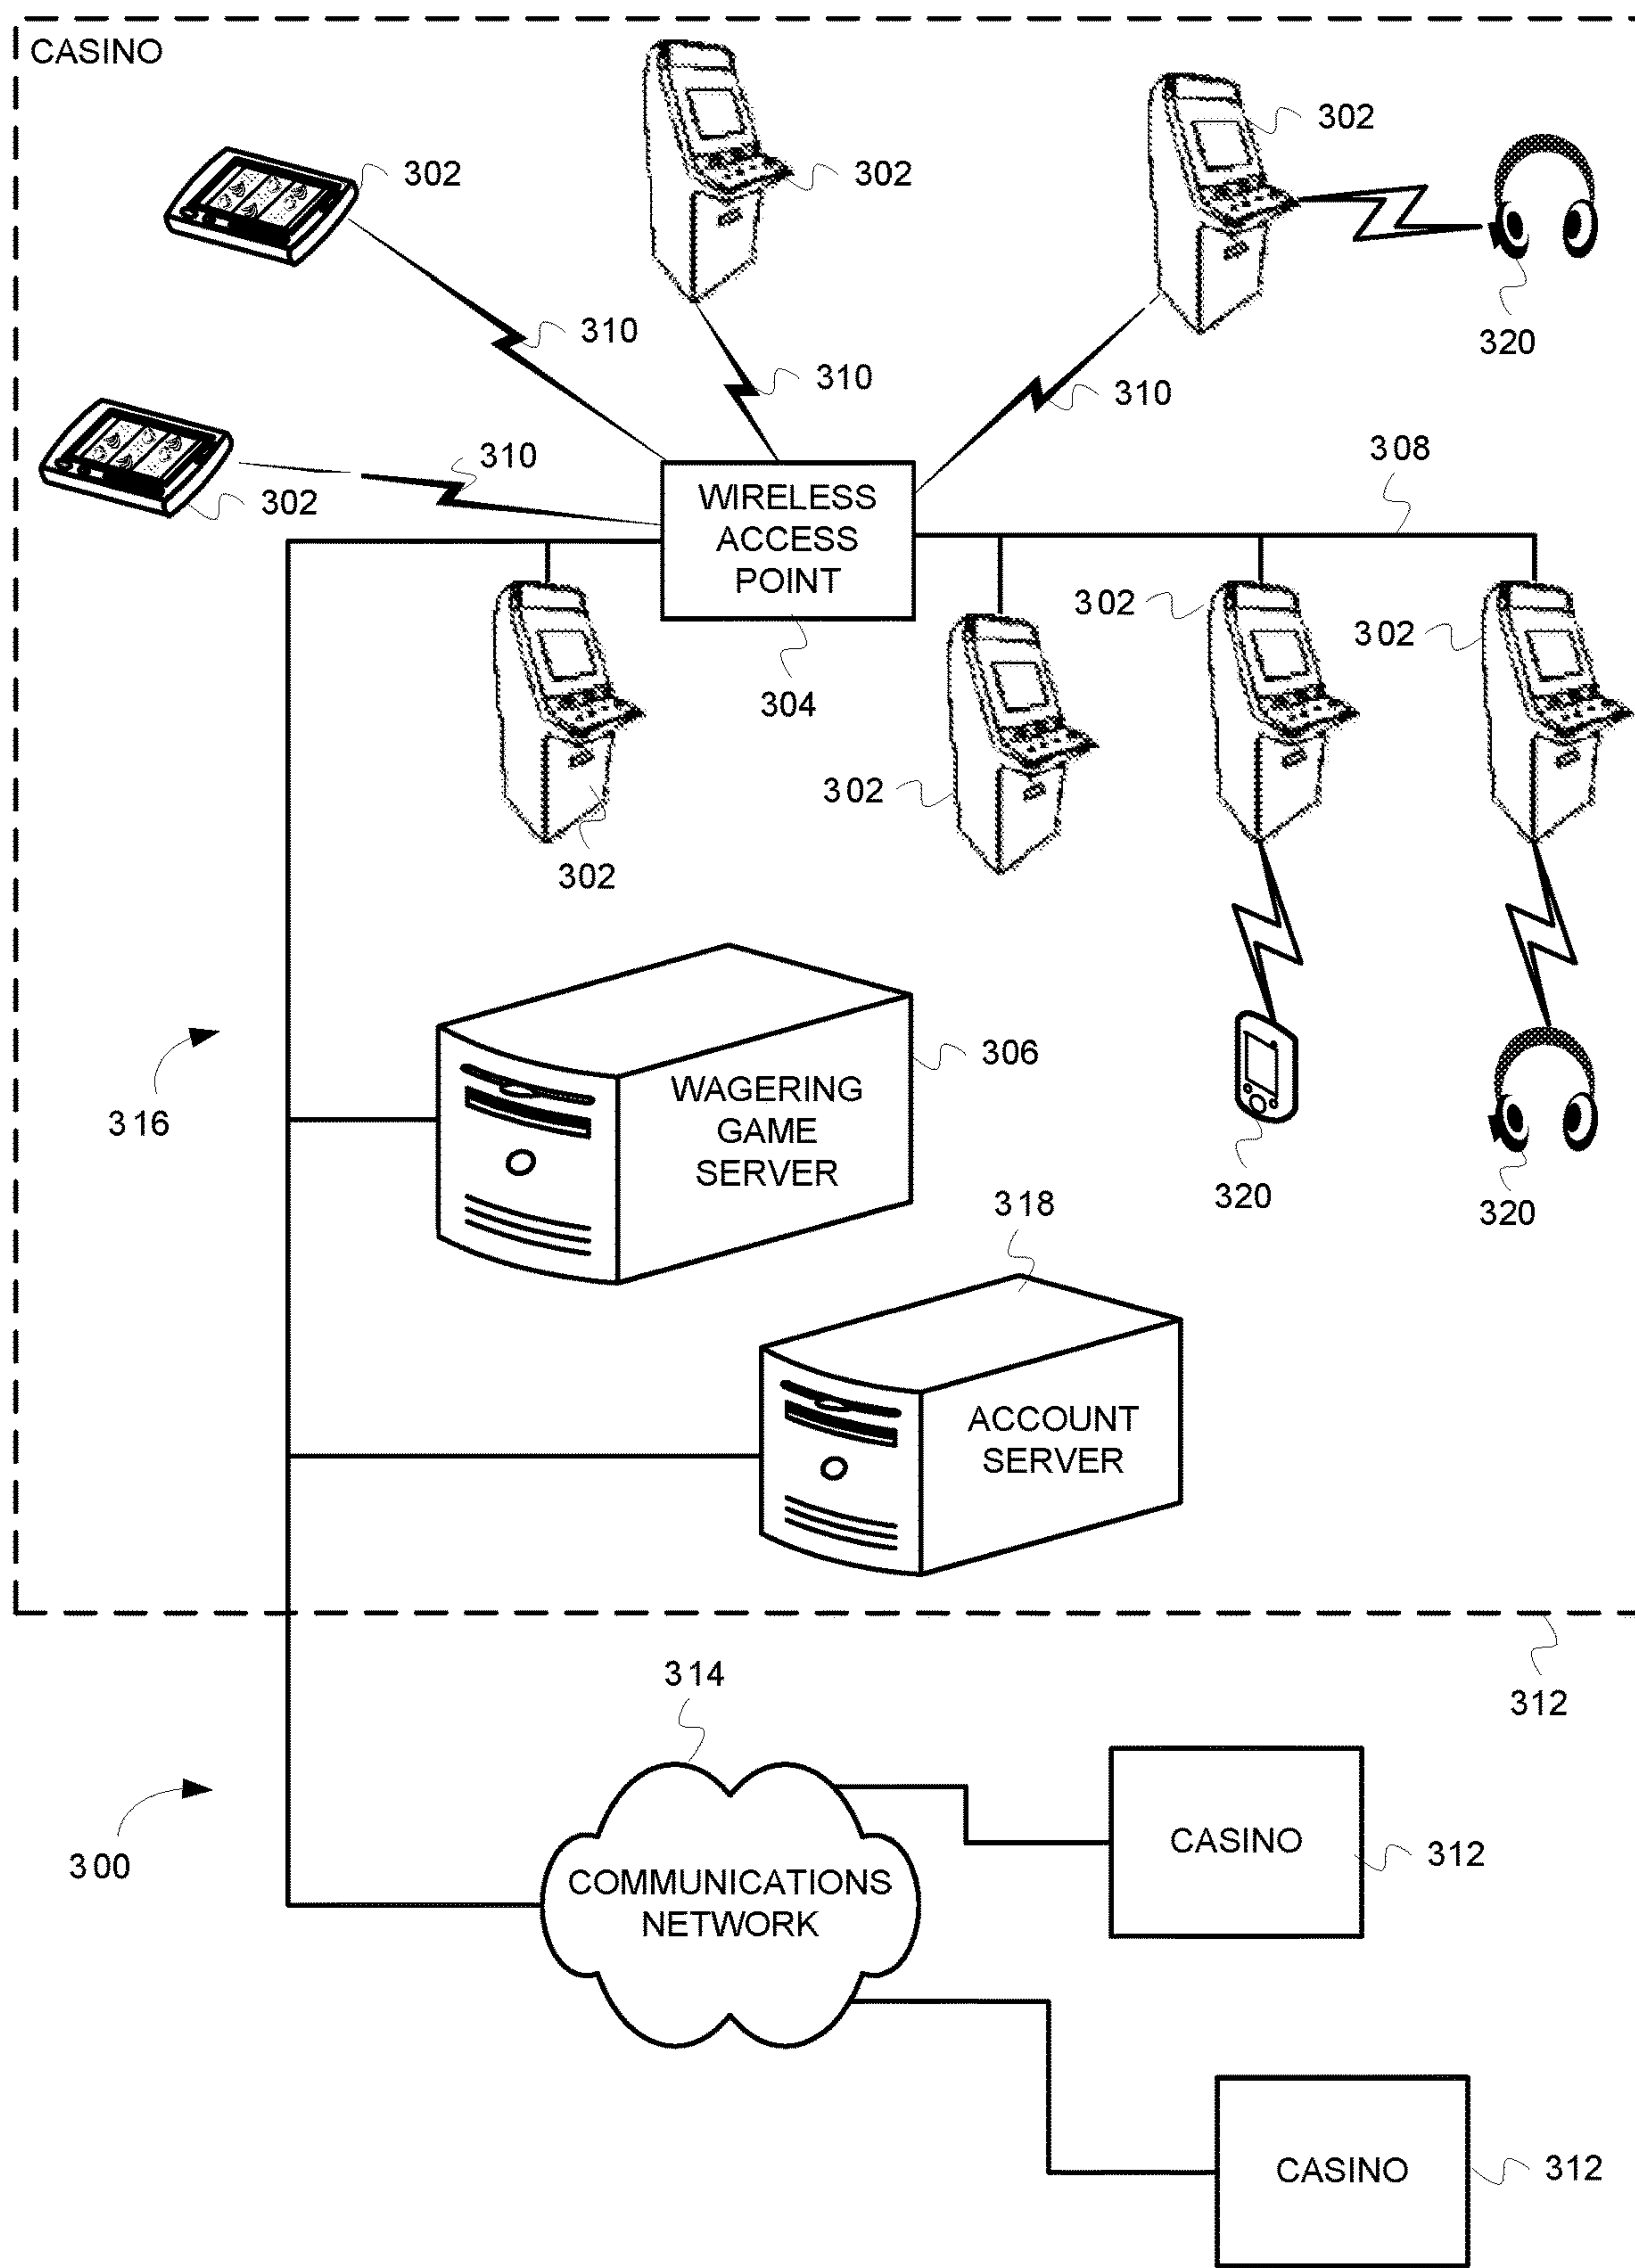 CASINO
302
302
302
320
310
310
310
310
302
308
WIRELESS
ACCESS
POINT
304
302
302
302
302
306
WAGERING
GAME
SERVER
316
320
320
318
ACCOUNT
SERVER
312
314
300
COMMUNICATIONS
NETWORK
CASINO
312
CASINO
312